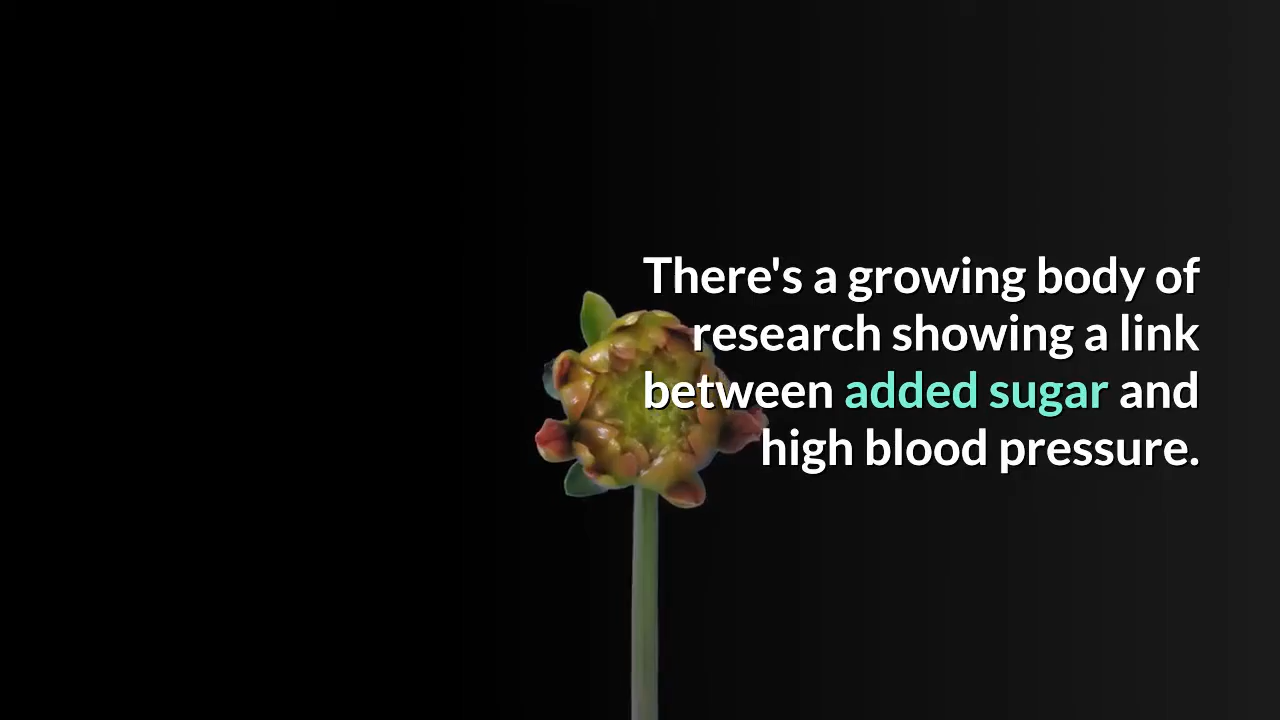 There's a growing body of
research showing a link
between added sugar and
high blood pressure.